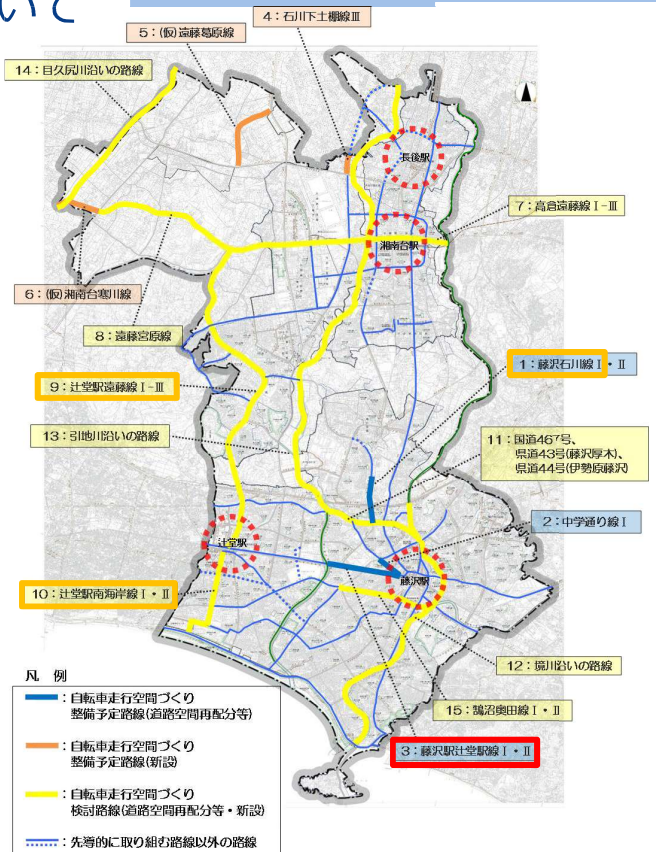 いて
4：石川下土棚線Ⅲ
5：(仮)遠藤葛原線
14：目久尻川沿いの路線
長後駅
7：高倉遠藤線Ⅰ-Ⅲ
湘南台駅
6：(仮)湘南台寒川線
8：遠藤宮原線
1：藤沢石川線Ⅰ・Ⅱ
9：辻堂駅遠藤線Ⅰ-Ⅲ
13：引地川沿いの路線
11：国道467号、
県道43号(藤沢厚木)、
県道44号(伊勢原藤沢)
2：中学通り線Ⅰ
辻堂駅
藤沢駅
10：辻堂駅南海岸線Ⅰ・Ⅱ
12：境川沿いの路線
15：鵠沼奥田線Ⅰ・Ⅱ
3：藤沢駅辻堂駅線Ⅰ・Ⅱ
凡 例
：自転車走行空間づくり
整備予定路線(道路空間再配分等)
：自転車走行空間づくり
整備予定路線(新設)
：自転車走行空間づくり
検討路線(道路空間再配分等・新設)
：先導的に取り組む路線以外の路線